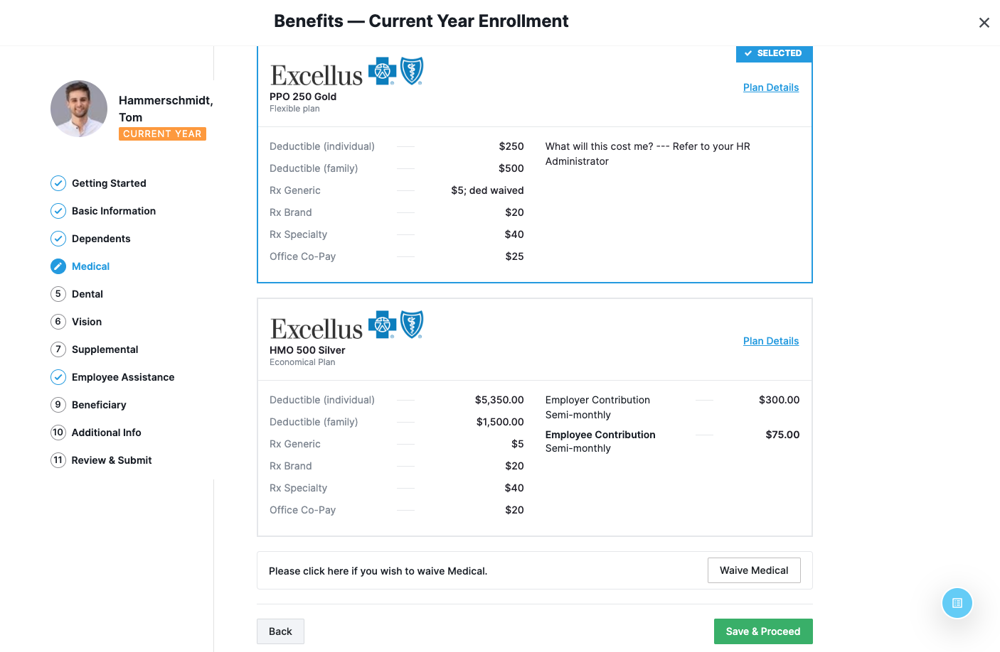 Benefits — Current Year Enrollment
Hammerschmidt,
Tom
CURRENT YEAR
Getting Started
Basic Information
Dependents
Medical
5 Dental
6 Vision
7 Supplemental
Employee Assistance
9 Beneficiary
10 Additional Info
11 Review & Submit
SELECTED
Excellus
PPO 250 Gold
Flexible plan
Plan Details
Deductible (individual) $250
Deductible (family) $500
Rx Generic $5; ded waived
Rx Brand $20
Rx Specialty $40
Office Co-Pay $25
What will this cost me? --- Refer to your HR
Administrator
Excellus
HMO 500 Silver
Economical Plan
Plan Details
Deductible (individual) $5,350.00
Deductible (family) $1,500.00
Rx Generic $5
Rx Brand $20
Rx Specialty $40
Office Co-Pay $20
Employer Contribution $300.00
Semi-monthly
Employee Contribution $75.00
Semi-monthly
Please click here if you wish to waive Medical.
Waive Medical
Back
Save & Proceed